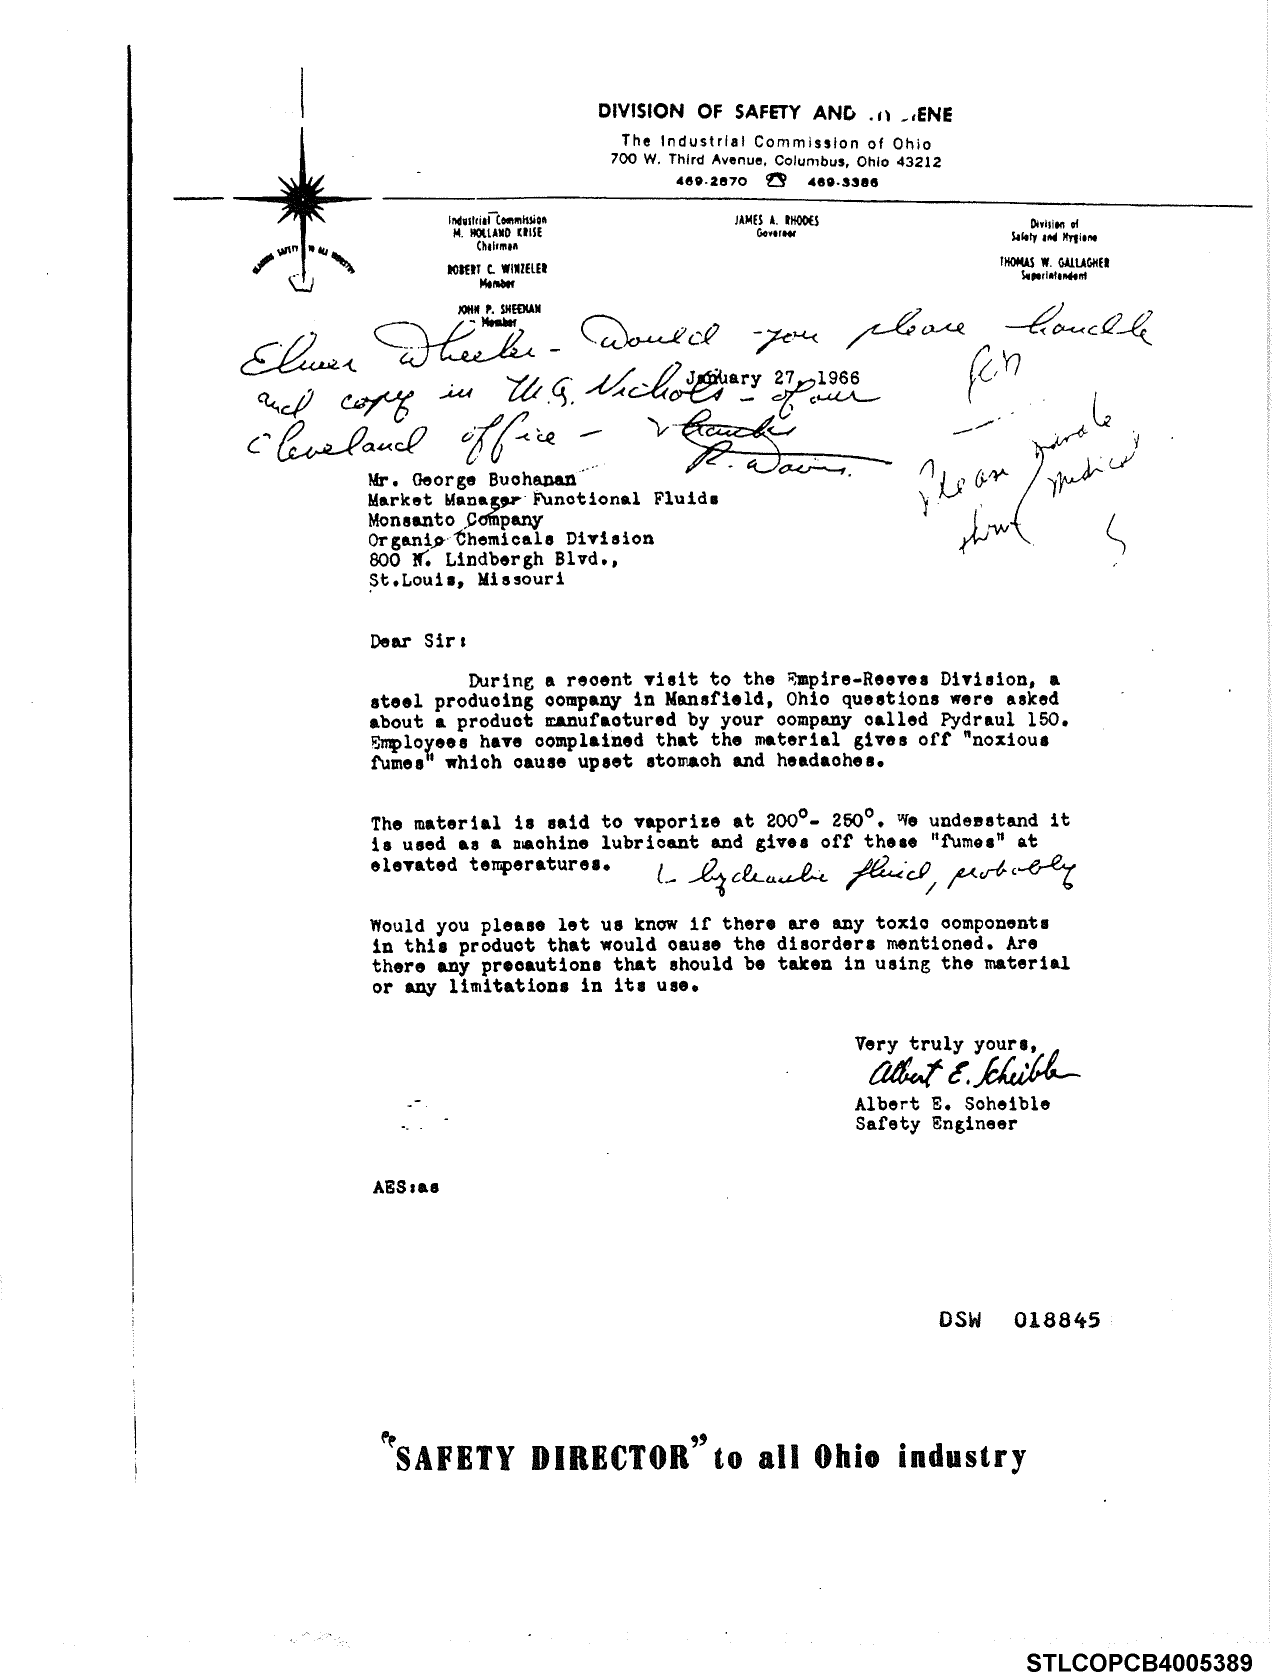 DIVISION OF SAFETY AND
The Industrial Commission of Ohio
700 W. Third Avenue, Columbus, Ohio 43212
469-2870 ☎ 469-3386
Industrial Commission
M. HOLLAND KRISE
Chairman
ROBERT C. WINZELER
Member
JOHN P. SHEEHAN
Member
JAMES A. RHODES
Governor
Division of
Safety and Hygiene
THOMAS W. GALLAGHER
Superintendent
SAFETY IN ALL INDUSTRY
Elmer Wheeler - Would you please handle
January 27, 1966
and copy in W.G. Nichols - of our
Cleveland office - Thanks
R. Davis.
Please
Medical
Mr. George Buchanan
Market Manager Functional Fluids
Monsanto Company
Organic Chemicals Division
800 N. Lindbergh Blvd.,
St.Louis, Missouri
Dear Sir:
During a recent visit to the Empire-Reeves Division, a
steel producing company in Mansfield, Ohio questions were asked
about a product manufactured by your company called Pydraul 150.
Employees have complained that the material gives off "noxious
fumes" which cause upset stomach and headaches.
The material is said to vaporize at 200°- 250°. We undesstand it
is used as a machine lubricant and gives off these "fumes" at
elevated temperatures.
hydraulic fluid, probably
Would you please let us know if there are any toxic components
in this product that would cause the disorders mentioned. Are
there any precautions that should be taken in using the material
or any limitations in its use.
Very truly yours,
Albert E. Scheible
Albert E. Scheible
Safety Engineer
AES:as
DSW 018845
"SAFETY DIRECTOR" to all Ohio industry
STLCOPCB4005389